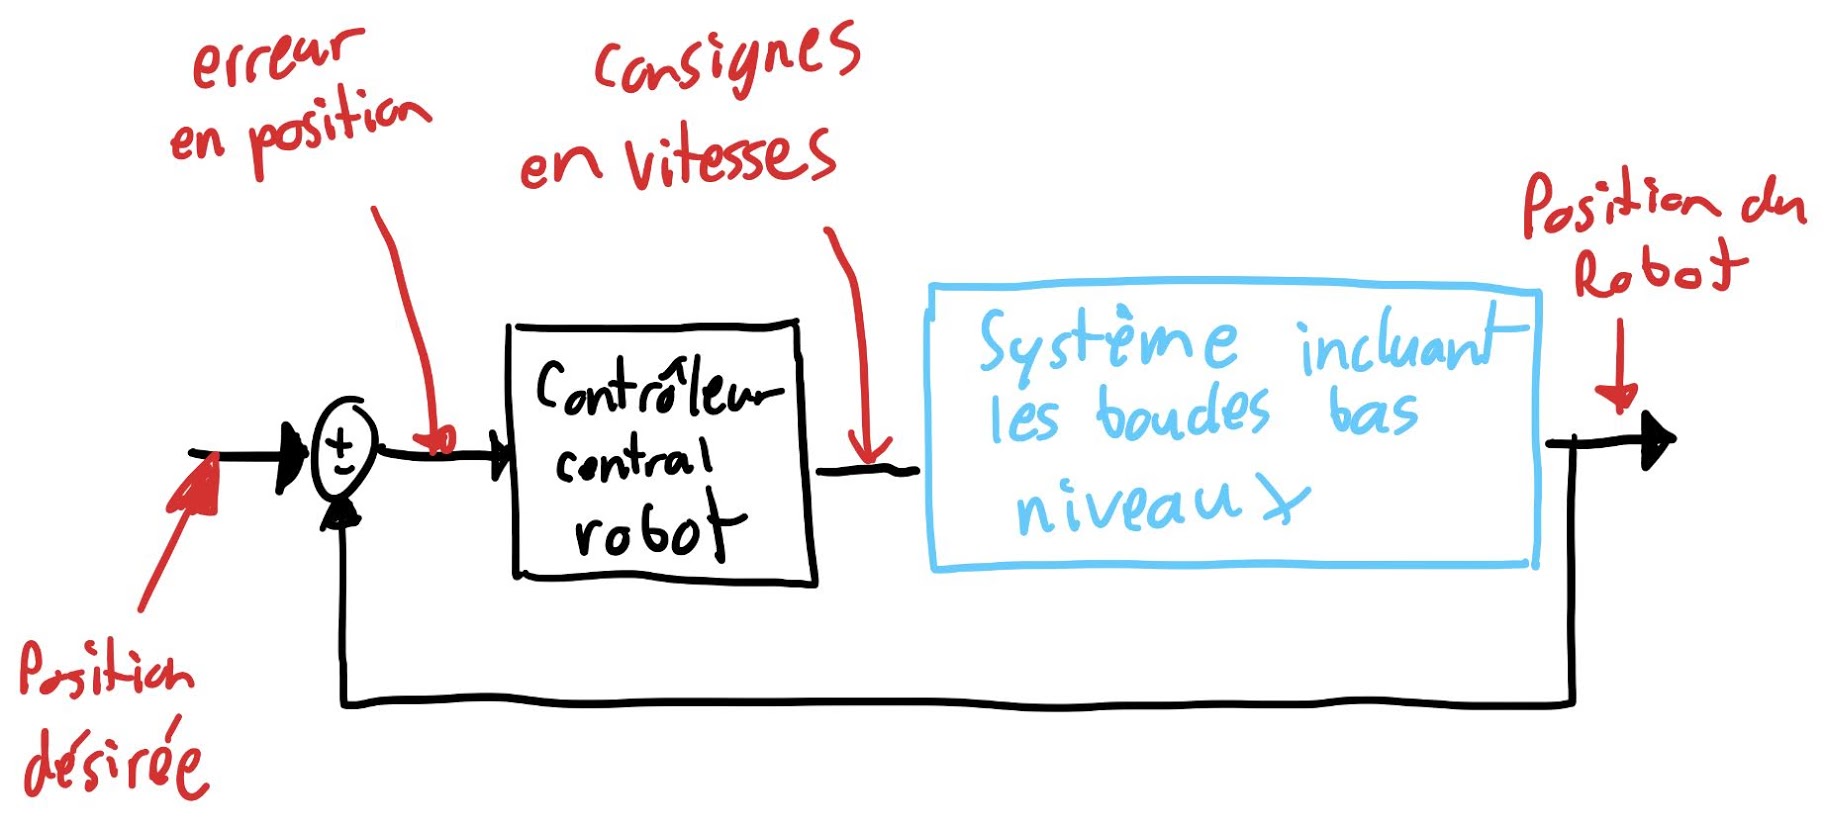 erreur
en position
Consignes
en vitesses
Position du
Robot
Système incluant
les boucles bas
niveaux
Contrôleur
central
robot
+
-
Position
désirée